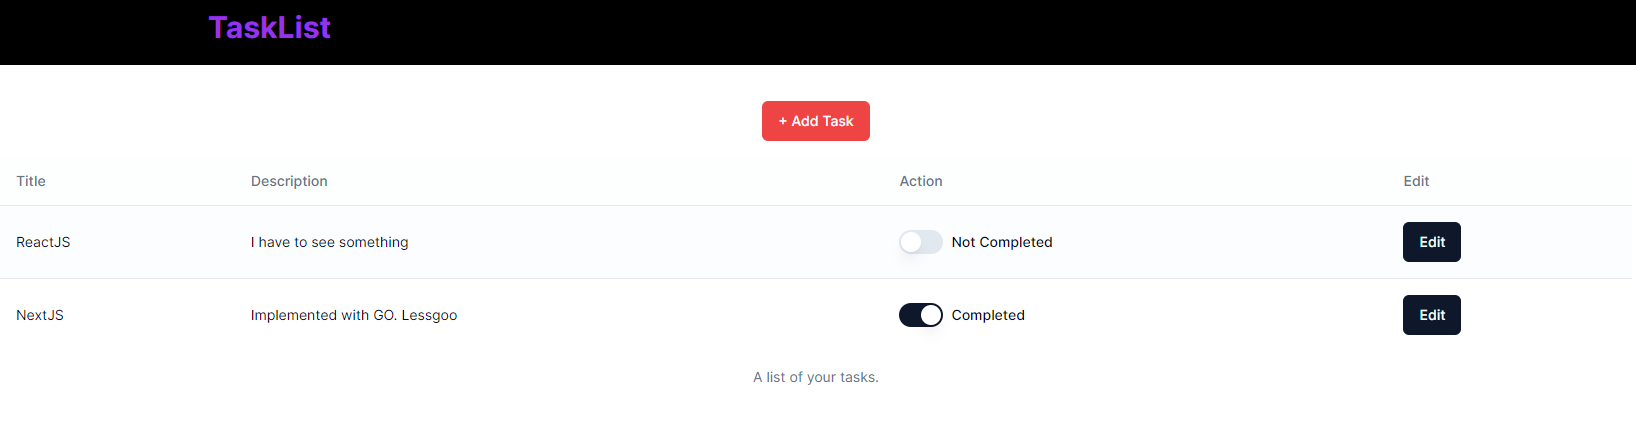 TaskList
+ Add Task
Title Description Action Edit
ReactJS I have to see something Not Completed Edit
NextJS Implemented with GO. Lessgoo Completed Edit
A list of your tasks.